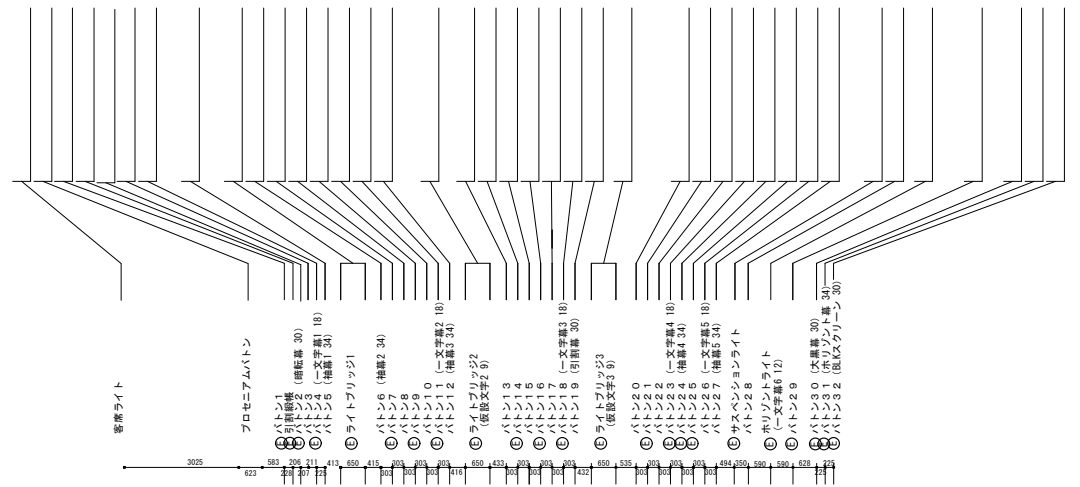 客席ライト
プロセニアムバトン
バトン1
引割緞帳
バトン2 (暗転幕 30)
バトン3
バトン4 (一文字幕1 18)
バトン5 (袖幕1 34)
ライトブリッジ1
バトン6 (袖幕2 34)
バトン7
バトン8
バトン9
バトン10
バトン11 (一文字幕2 18)
バトン12 (袖幕3 34)
ライトブリッジ2
(仮設文字2 9)
バトン13
バトン14
バトン15
バトン16
バトン17
バトン18 (一文字幕3 18)
バトン19 (引割幕 30)
ライトブリッジ3
(仮設文字3 9)
バトン20
バトン21
バトン22
バトン23 (一文字幕4 18)
バトン24 (袖幕4 34)
バトン25
バトン26 (一文字幕5 18)
バトン27 (袖幕5 34)
サスペンションライト
バトン28
ホリゾントライト
(一文字幕6 12)
バトン29
バトン30 (大黒幕 30)
バトン31 (ホリゾント幕 34)
バトン32 (BLKスクリーン 30)
3025 583 206 211 413 650 415 303 303 303 650 433 303 303 303 650 535 303 303 303 494 350 590 590 628 225
623 228 207 225 303 303 303 416 303 303 303 432 303 303 303 225